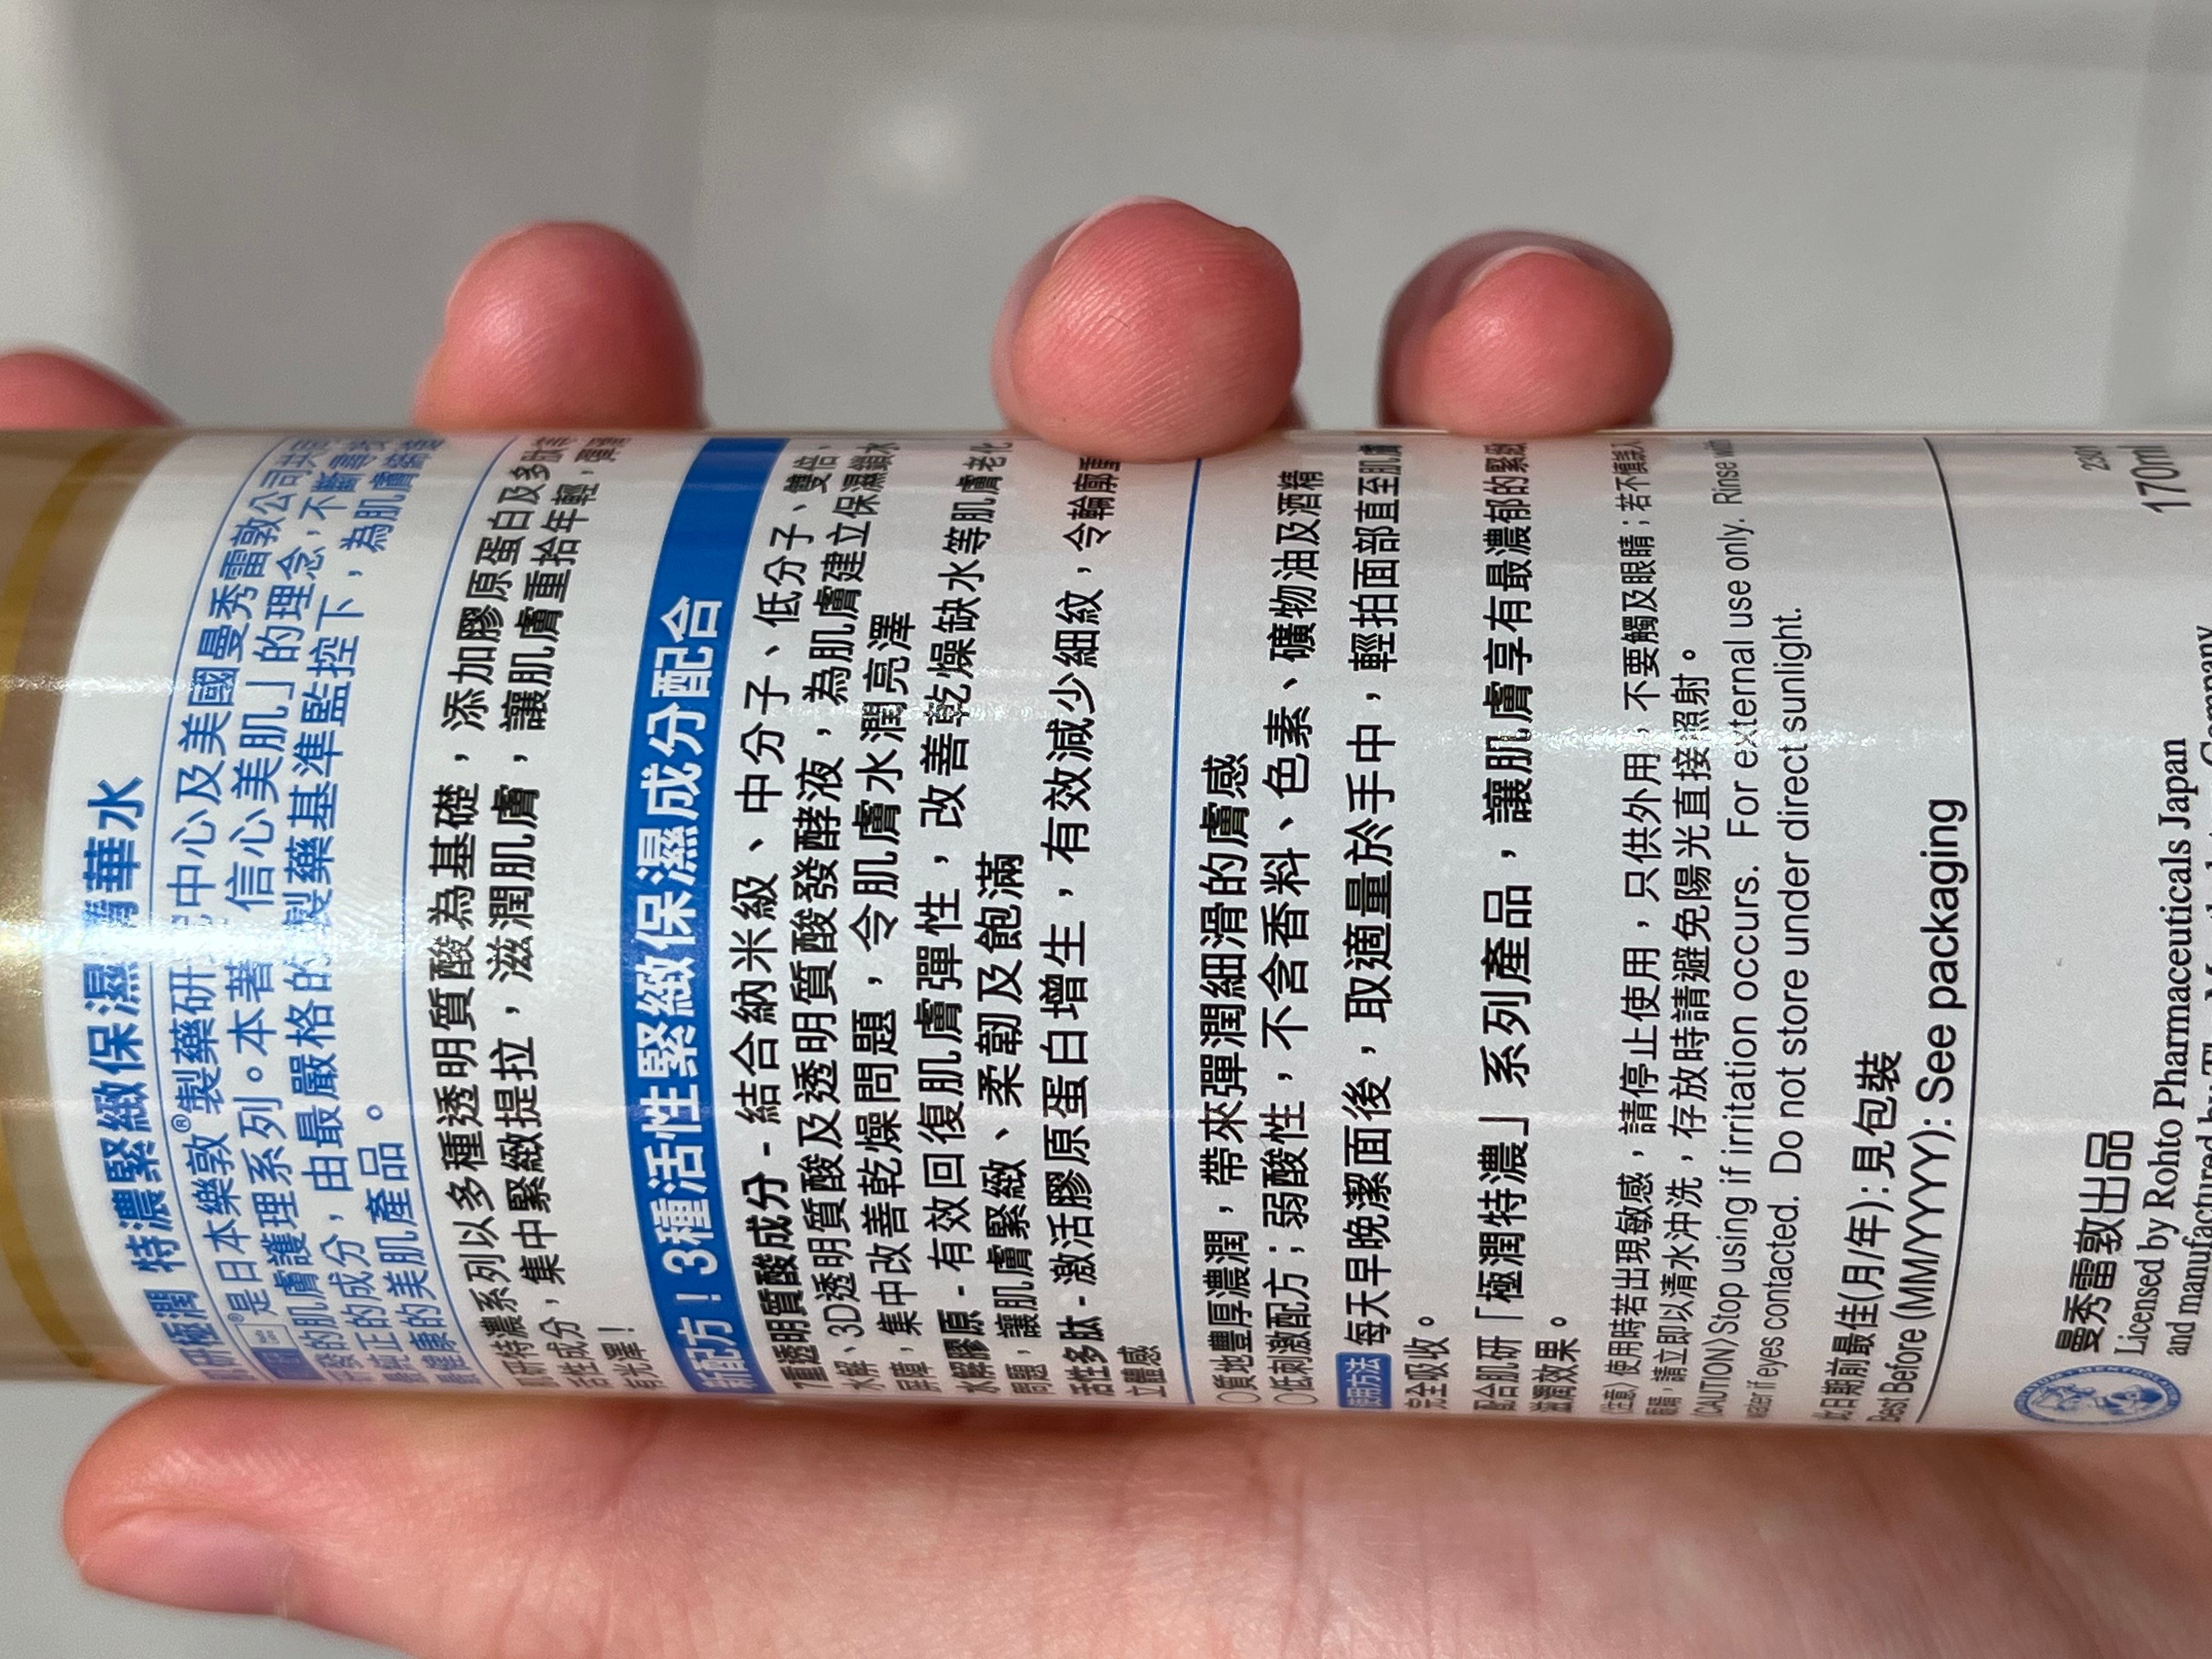 研極潤 特濃緊緻保濕精華水
®是日本樂敦®製藥研 中心及美國曼秀雷敦公司共同
的肌膚護理系列。本著 信心美肌」的理念,不斷
正的成分,由最嚴格的製藥基準監控下,為肌膚
康的美肌產品。
肌研特濃系列以多種透明質酸為基礎,添加膠原蛋白及多
活性成分,集中緊緻提拉,滋潤肌膚,讓肌膚重拾年輕,
有光澤!
新配方!3種活性緊緻保濕成分配合
7重透明質酸成分 - 結合納米級、中分子、低分子、雙倍、
水解、3D透明質酸及透明質酸發酵液,為肌膚建立保濕鎖水
屏障,集中改善乾燥問題,令肌膚水潤亮澤
水解膠原 - 有效回復肌膚彈性,改善乾燥缺水等肌膚老化
問題,讓肌膚緊緻、柔韌及飽滿
活性多肽 - 激活膠原蛋白增生,有效減少細紋,令輪廓重
立體感
○質地豐厚濃潤,帶來彈潤細滑的膚感
○低刺激配方;弱酸性,不含香料、色素、礦物油及酒精
使用方法 每天早晚潔面後,取適量於手中,輕拍面部直至肌膚
完全吸收。
配合肌研「極潤特濃」系列產品,讓肌膚享有最濃郁的緊緻
滋潤效果。
(注意) 使用時若出現敏感,請停止使用,只供外用,不要觸及眼睛;若不慎誤入
眼睛,請立即以清水沖洗,存放時請避免陽光直接照射。
(CAUTION) Stop using if irritation occurs. For external use only. Rinse with
water if eyes contacted. Do not store under direct sunlight.
此日期前最佳(月/年): 見包裝
Best Before (MM/YYYY): See packaging
2301
170ml
曼秀雷敦出品
Licensed by Rohto Pharmaceuticals Japan
and manufactured by The Mentholatum Company